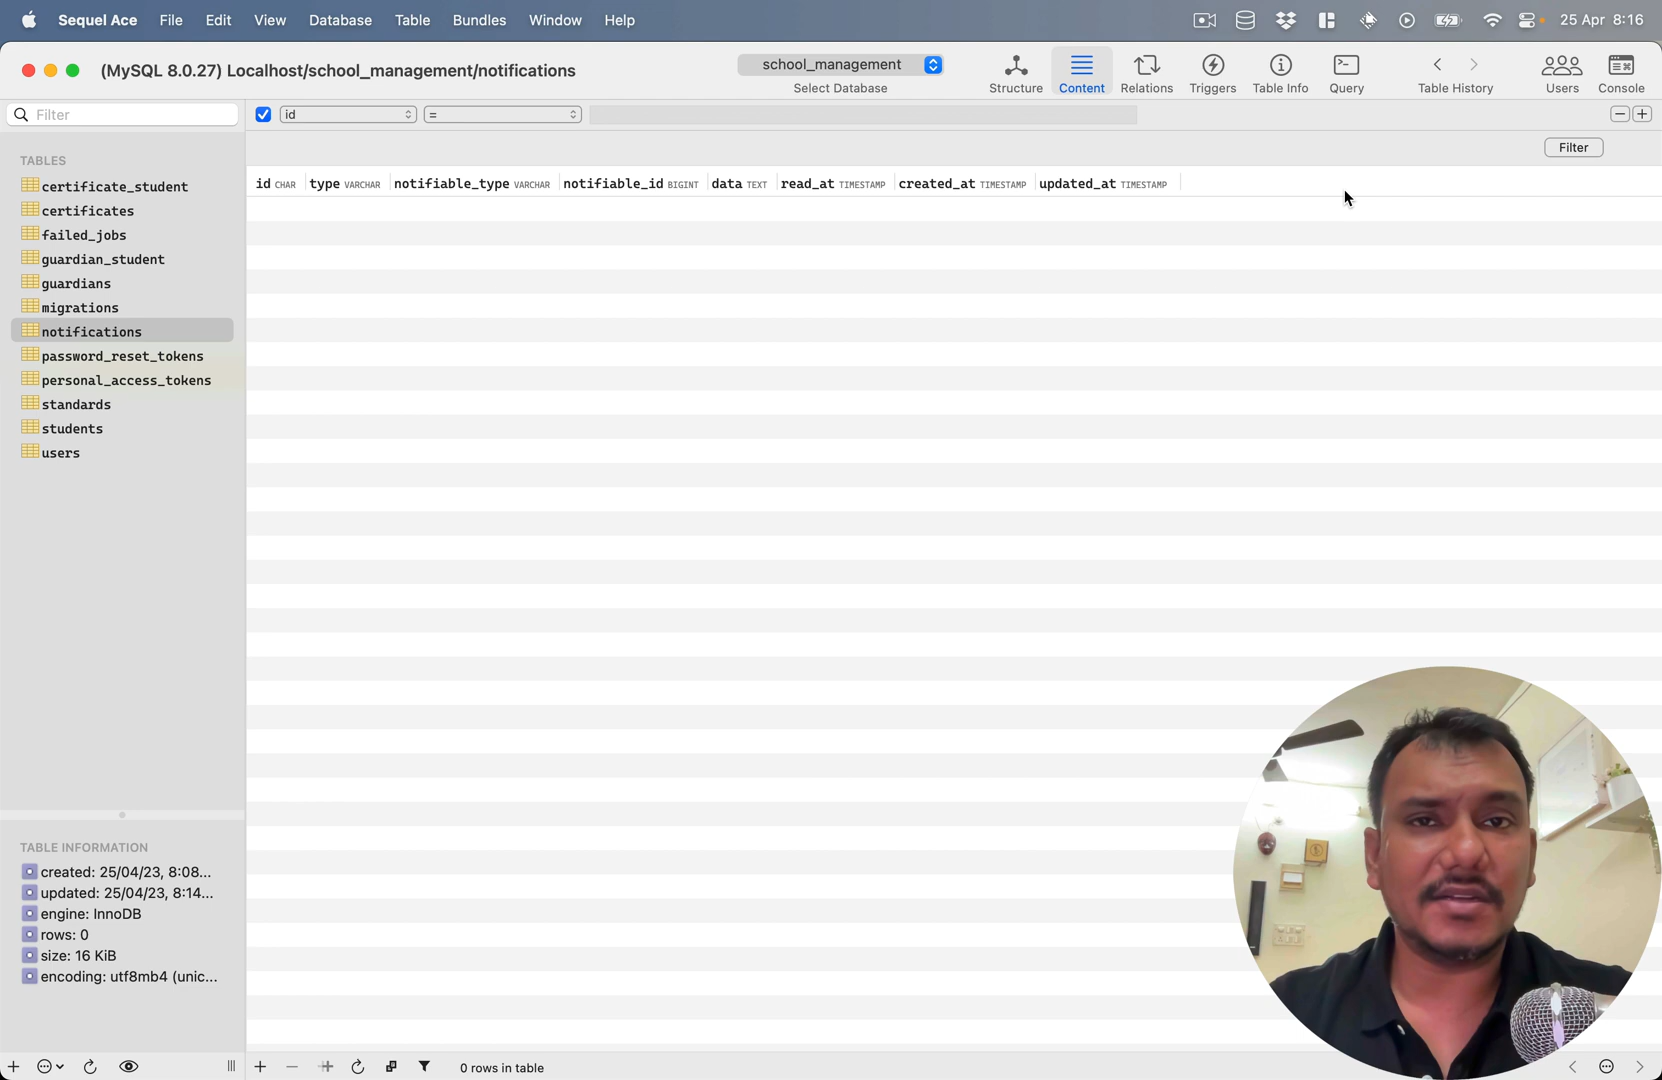 Sequel Ace File Edit View Database Table Bundles Window Help 25 Apr 8:16
(MySQL 8.0.27) Localhost/school_management/notifications
school_management
Select Database
Structure Content Relations Triggers Table Info Query Table History Users Console
Filter
id = 
Filter
TABLES
certificate_student
certificates
failed_jobs
guardian_student
guardians
migrations
notifications
password_reset_tokens
personal_access_tokens
standards
students
users
id CHAR type VARCHAR notifiable_type VARCHAR notifiable_id BIGINT data TEXT read_at TIMESTAMP created_at TIMESTAMP updated_at TIMESTAMP
TABLE INFORMATION
created: 25/04/23, 8:08...
updated: 25/04/23, 8:14...
engine: InnoDB
rows: 0
size: 16 KiB
encoding: utf8mb4 (unic...
0 rows in table